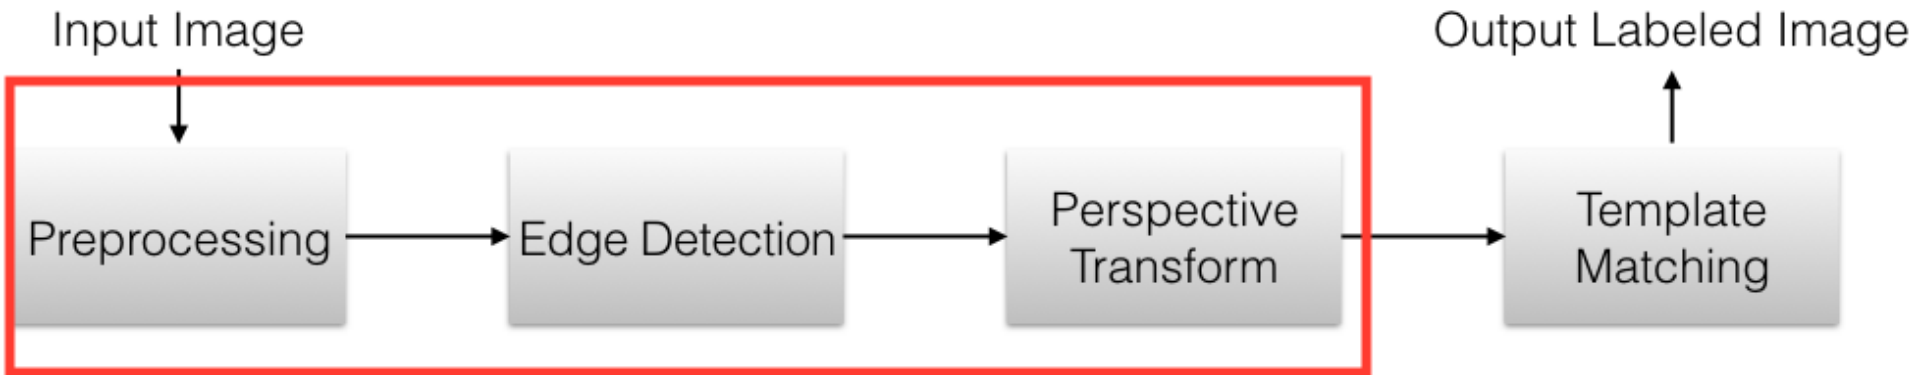 Input Image
Output Labeled Image
Preprocessing
Edge Detection
Perspective
Transform
Template
Matching